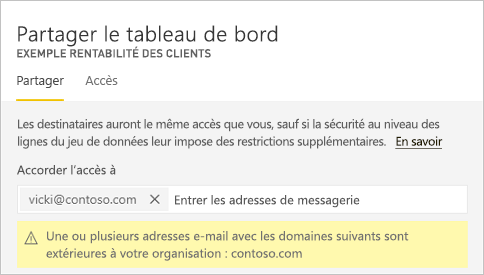 Partager le tableau de bord
EXEMPLE RENTABILITÉ DES CLIENTS
Partager Accès
Les destinataires auront le même accès que vous, sauf si la sécurité au niveau des
lignes du jeu de données leur impose des restrictions supplémentaires. En savoir
Accorder l'accès à
vicki@contoso.com Entrer les adresses de messagerie
Une ou plusieurs adresses e-mail avec les domaines suivants sont
extérieures à votre organisation : contoso.com